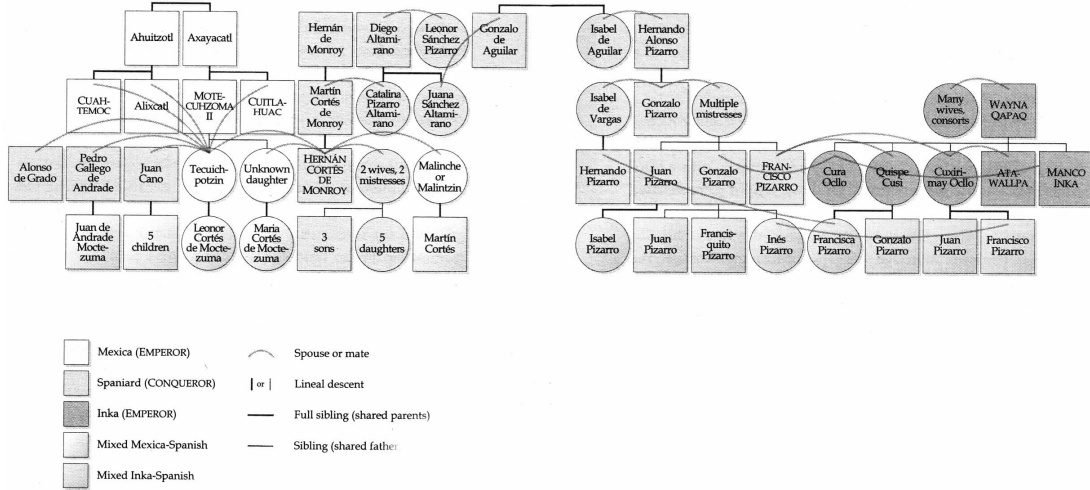 Ahuitzotl
Axayacatl
Hernán
de
Monroy
Diego
Altami-
rano
Leonor
Sánchez
Pizarro
Gonzalo
de
Aguilar
Isabel
de
Aguilar
Hernando
Alonso
Pizarro
CUAH-
TEMOC
Alixcatl
MOTE-
CUHZOMA
II
CUITLA-
HUAC
Martín
Cortés
de
Monroy
Catalina
Pizarro
Altami-
rano
Juana
Sánchez
Altami-
rano
Isabel
de
Vargas
Gonzalo
Pizarro
Multiple
mistresses
Many
wives,
consorts
WAYNA
QAPAQ
Alonso
de Grado
Pedro
Gallego
de
Andrade
Juan
Cano
Tecuich-
potzin
Unknown
daughter
HERNÁN
CORTÉS
DE
MONROY
2 wives, 2
mistresses
Malinche
or
Malintzin
Hernando
Pizarro
Juan
Pizarro
Gonzalo
Pizarro
FRAN-
CISCO
PIZARRO
Cura
Ocllo
Quispe
Cusi
Cuxiri-
may Ocllo
ATA-
WALLPA
MANCO
INKA
Juan de
Andrade
Mocte-
zuma
5
children
Leonor
Cortés
de Mocte-
zuma
Maria
Cortés
de Mocte-
zuma
3
sons
5
daughters
Martín
Cortés
Isabel
Pizarro
Juan
Pizarro
Francis-
quito
Pizarro
Inés
Pizarro
Francisca
Pizarro
Gonzalo
Pizarro
Juan
Pizarro
Francisco
Pizarro
Mexica (EMPEROR)
Spouse or mate
Spaniard (CONQUEROR)
or
Lineal descent
Inka (EMPEROR)
Full sibling (shared parents)
Mixed Mexica-Spanish
Sibling (shared father
Mixed Inka-Spanish